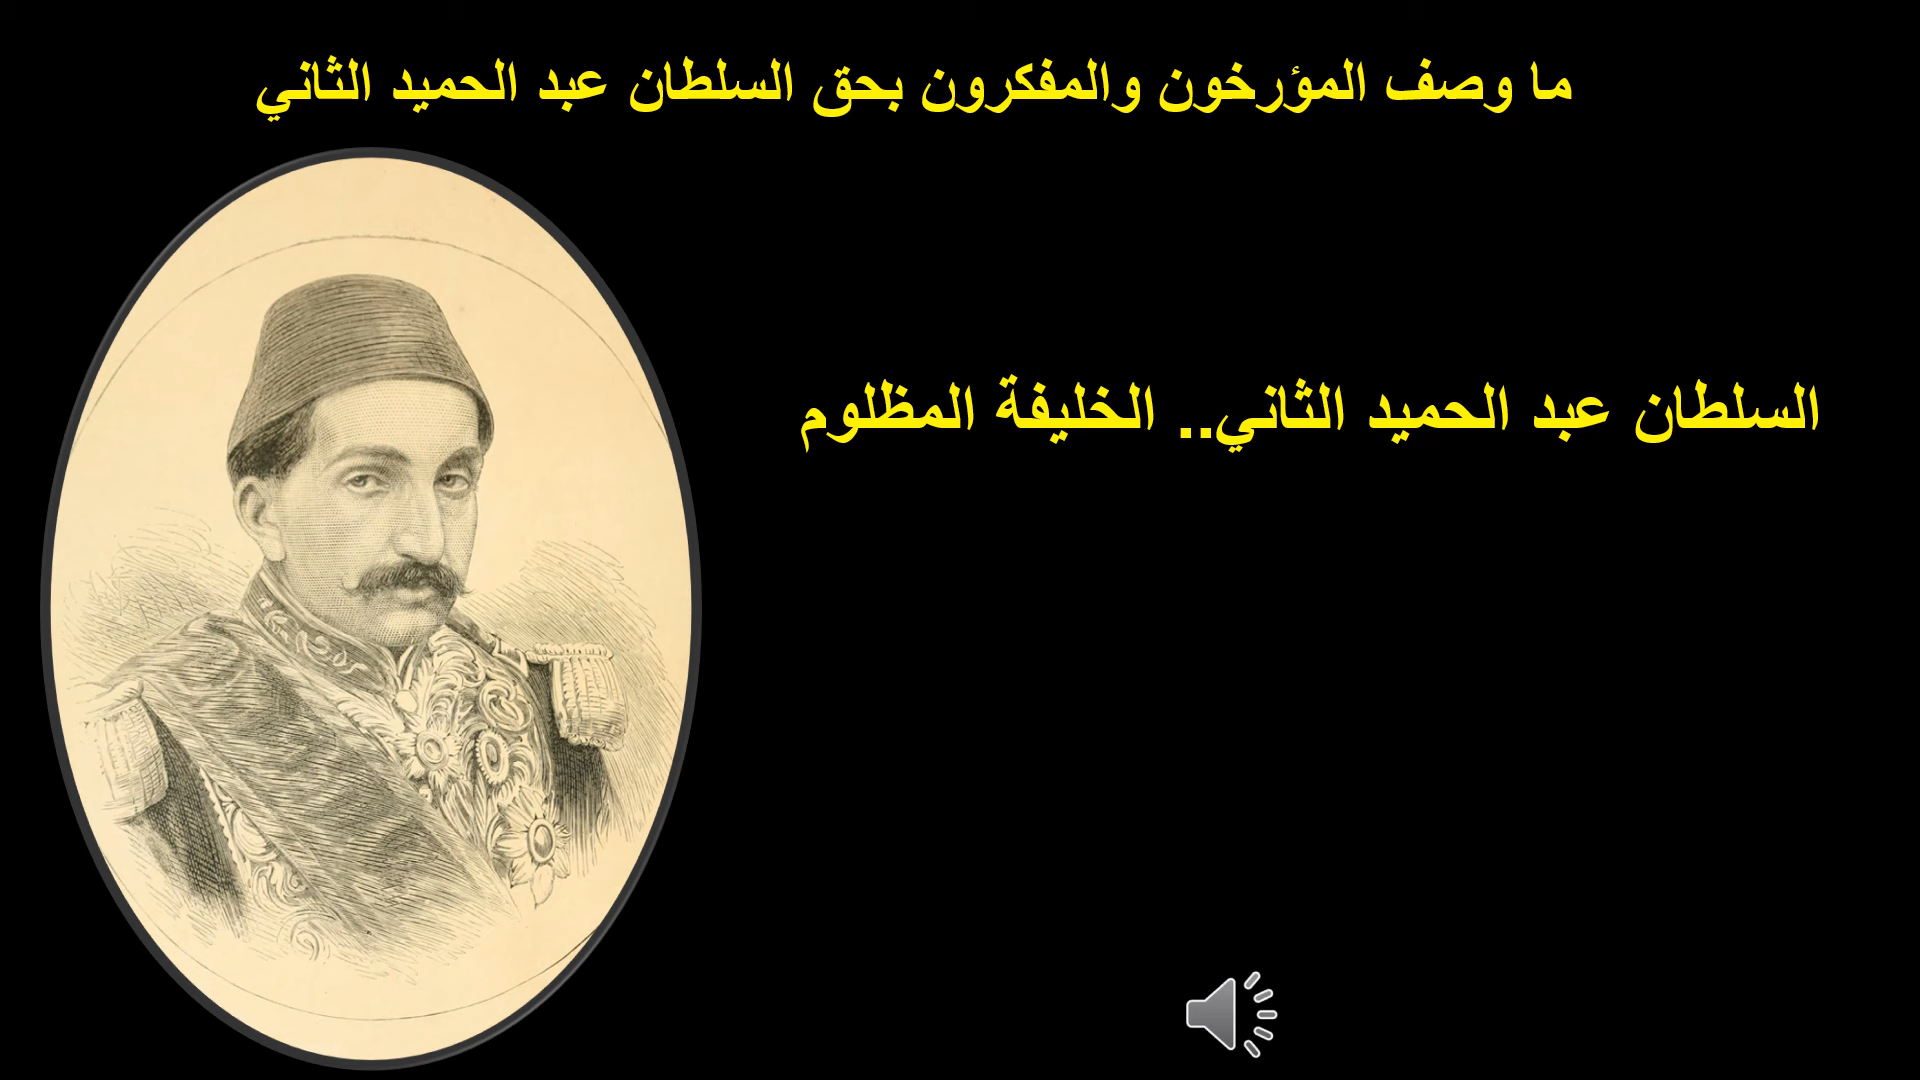 ما وصف المؤرخون والمفكرون بحق السلطان عبد الحميد الثاني
السلطان عبد الحميد الثاني.. الخليفة المظلوم